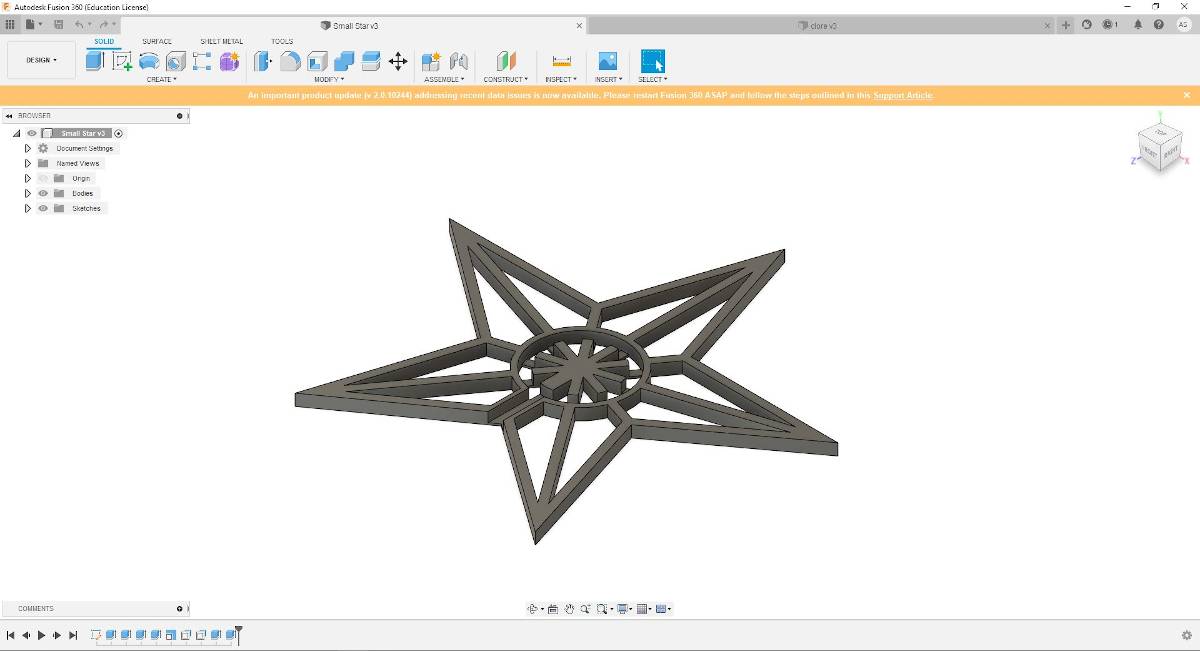 Autodesk Fusion 360 (Education License)
Small Star v3
clore v3
1
AS
DESIGN
SOLID
SURFACE
SHEET METAL
TOOLS
CREATE
MODIFY
ASSEMBLE
CONSTRUCT
INSPECT
INSERT
SELECT
An important product update (v 2.0.10244) addressing recent data issues is now available. Please restart Fusion 360 ASAP and follow the steps outlined in this Support Article.
BROWSER
Small Star v3
Document Settings
Named Views
Origin
Bodies
Sketches
Y
TOP
FRONT
RIGHT
Z
X
COMMENTS